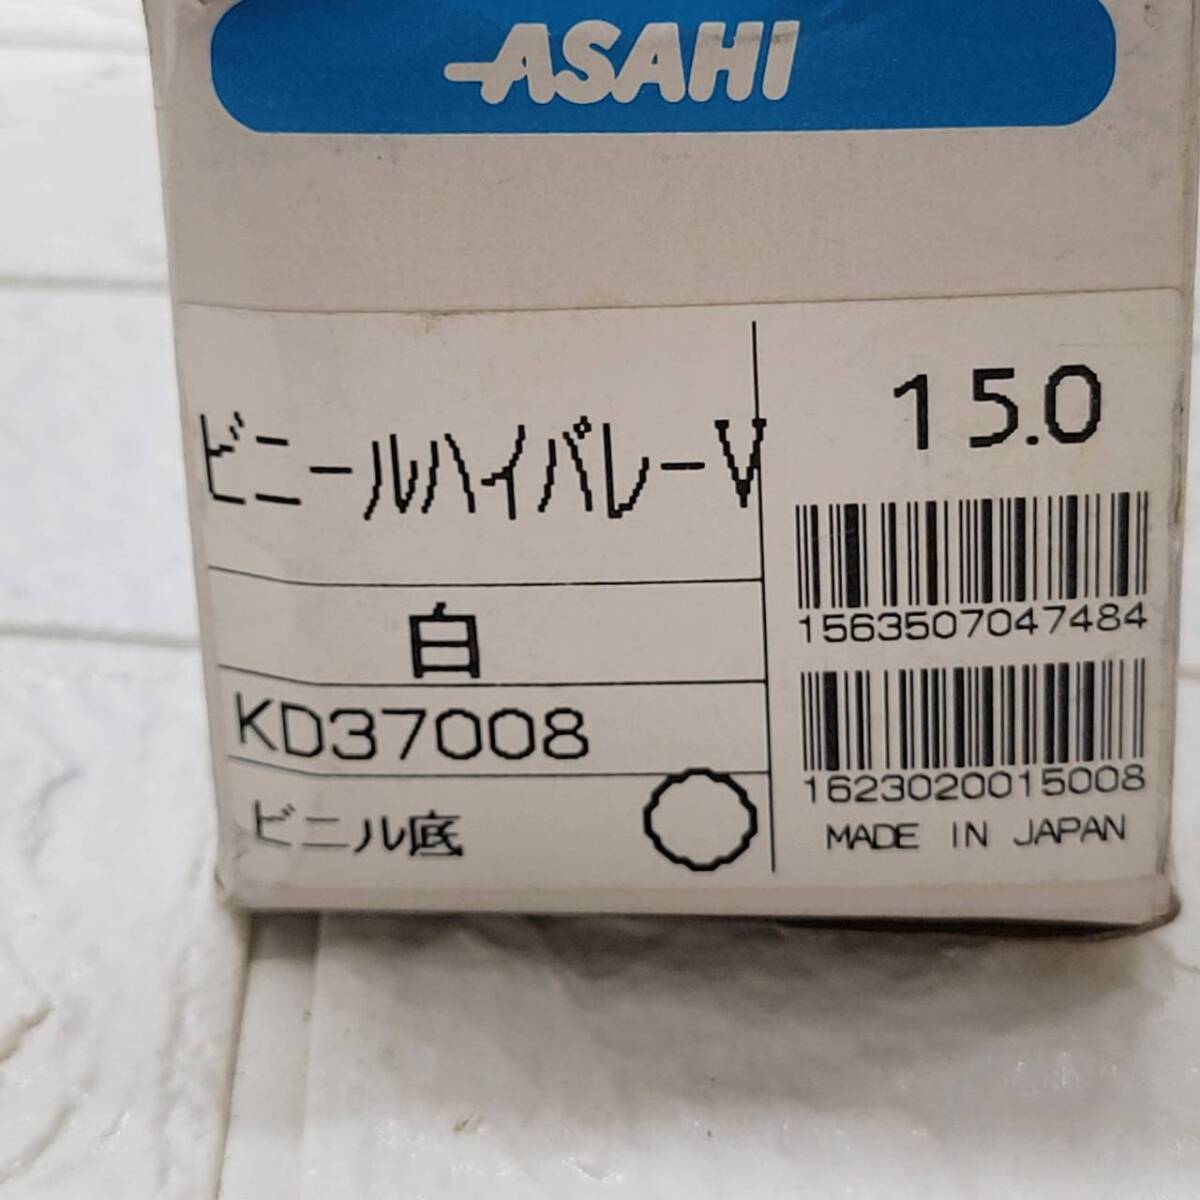 ASAHI
ビニールハイバレーV
白
KD37008
ビニル底
15.0
1563507047484
1623020015008
MADE IN JAPAN